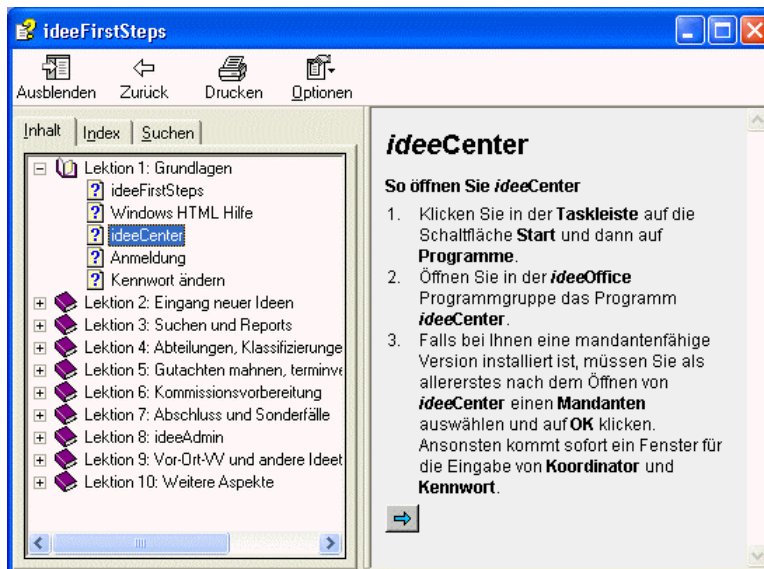 ideeFirstSteps
Ausblenden Zurück Drucken Optionen
Inhalt Index Suchen
Lektion 1: Grundlagen
ideeFirstSteps
Windows HTML Hilfe
ideeCenter
Anmeldung
Kennwort ändern
Lektion 2: Eingang neuer Ideen
Lektion 3: Suchen und Reports
Lektion 4: Abteilungen, Klassifizierunge
Lektion 5: Gutachten mahnen, terminve
Lektion 6: Kommissionsvorbereitung
Lektion 7: Abschluss und Sonderfälle
Lektion 8: ideeAdmin
Lektion 9: Vor-Ort-VV und andere Ideet
Lektion 10: Weitere Aspekte
ideeCenter
So öffnen Sie ideeCenter
1. Klicken Sie in der Taskleiste auf die
Schaltfläche Start und dann auf
Programme.
2. Öffnen Sie in der ideeOffice
Programmgruppe das Programm
ideeCenter.
3. Falls bei Ihnen eine mandantenfähige
Version installiert ist, müssen Sie als
allererstes nach dem Öffnen von
ideeCenter einen Mandanten
auswählen und auf OK klicken.
Ansonsten kommt sofort ein Fenster für
die Eingabe von Koordinator und
Kennwort.